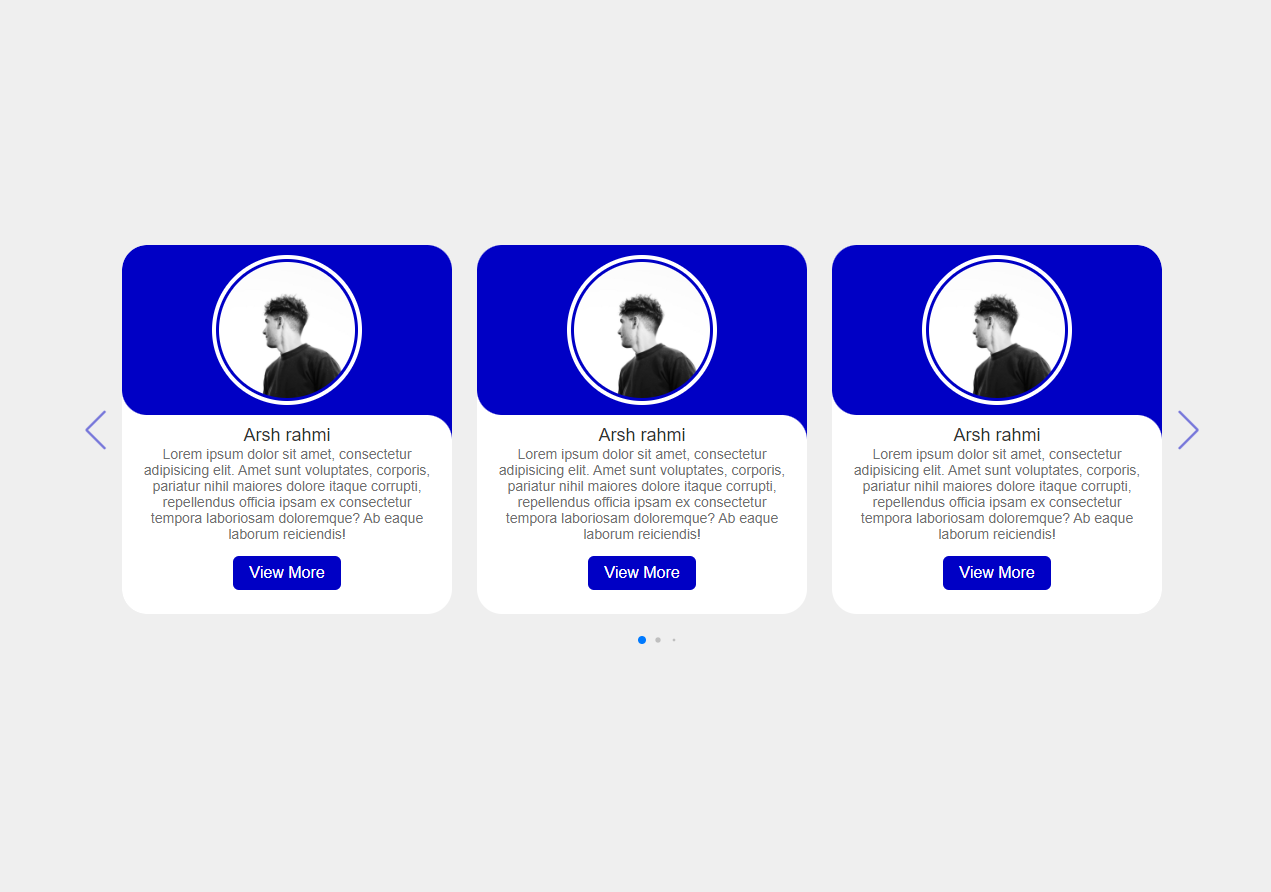 Arsh rahmi
Lorem ipsum dolor sit amet, consectetur
adipisicing elit. Amet sunt voluptates, corporis,
pariatur nihil maiores dolore itaque corrupti,
repellendus officia ipsam ex consectetur
tempora laboriosam doloremque? Ab eaque
laborum reiciendis!
View More
Arsh rahmi
Lorem ipsum dolor sit amet, consectetur
adipisicing elit. Amet sunt voluptates, corporis,
pariatur nihil maiores dolore itaque corrupti,
repellendus officia ipsam ex consectetur
tempora laboriosam doloremque? Ab eaque
laborum reiciendis!
View More
Arsh rahmi
Lorem ipsum dolor sit amet, consectetur
adipisicing elit. Amet sunt voluptates, corporis,
pariatur nihil maiores dolore itaque corrupti,
repellendus officia ipsam ex consectetur
tempora laboriosam doloremque? Ab eaque
laborum reiciendis!
View More